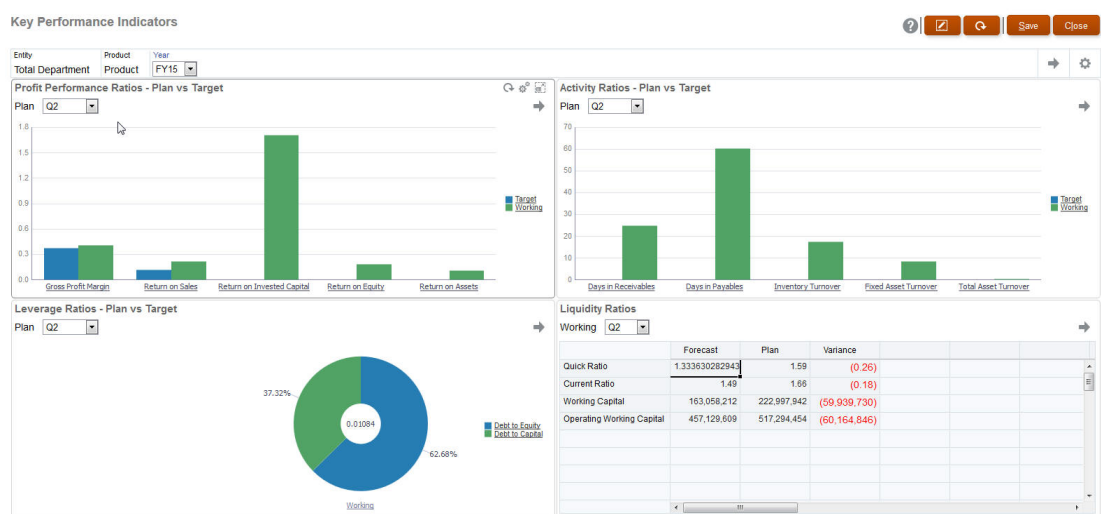 Key Performance Indicators
? Save Close
Entity Product Year
Total Department Product FY15
Profit Performance Ratios - Plan vs Target
Plan Q2
1.8
1.5
1.2
0.9
0.6
0.3
0.0
Gross Profit Margin Return on Sales Return on Invested Capital Return on Equity Return on Assets
Target
Working
Activity Ratios - Plan vs Target
Plan Q2
70
60
50
40
30
20
10
0
Days in Receivables Days in Payables Inventory Turnover Fixed Asset Turnover Total Asset Turnover
Target
Working
Leverage Ratios - Plan vs Target
Plan Q2
37.32%
0.01084
62.68%
Working
Debt to Equity
Debt to Capital
Liquidity Ratios
Working Q2
Forecast Plan Variance
Quick Ratio 1.333630282943 1.59 (0.26)
Current Ratio 1.49 1.66 (0.18)
Working Capital 163,058,212 222,997,942 (59,939,730)
Operating Working Capital 457,129,609 517,294,454 (60,164,846)